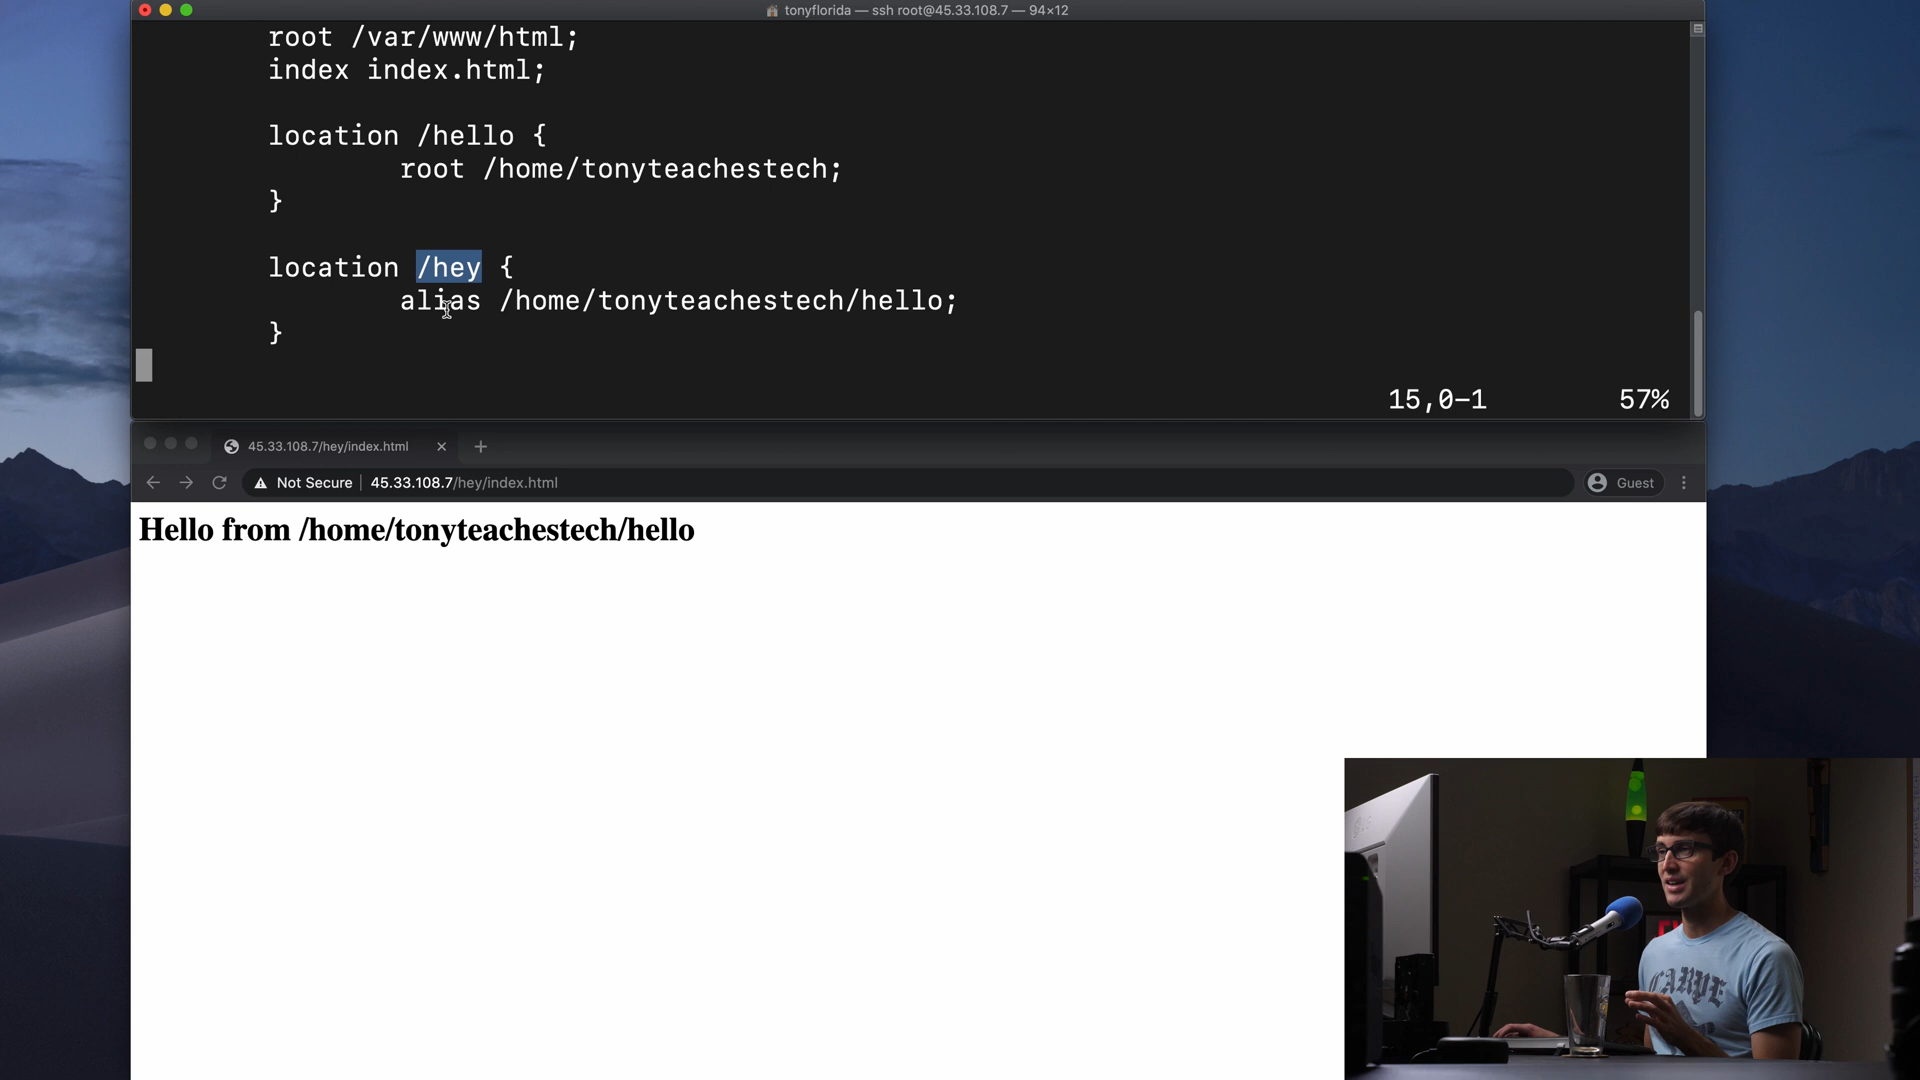 tonyflorida — ssh root@45.33.108.7 — 94×12
root /var/www/html;
index index.html;
location /hello {
root /home/tonyteachestech;
}
location /hey {
alias /home/tonyteachestech/hello;
}
15,0-1 57%
45.33.108.7/hey/index.html
Not Secure | 45.33.108.7/hey/index.html
Guest
Hello from /home/tonyteachestech/hello
LG
CARPE